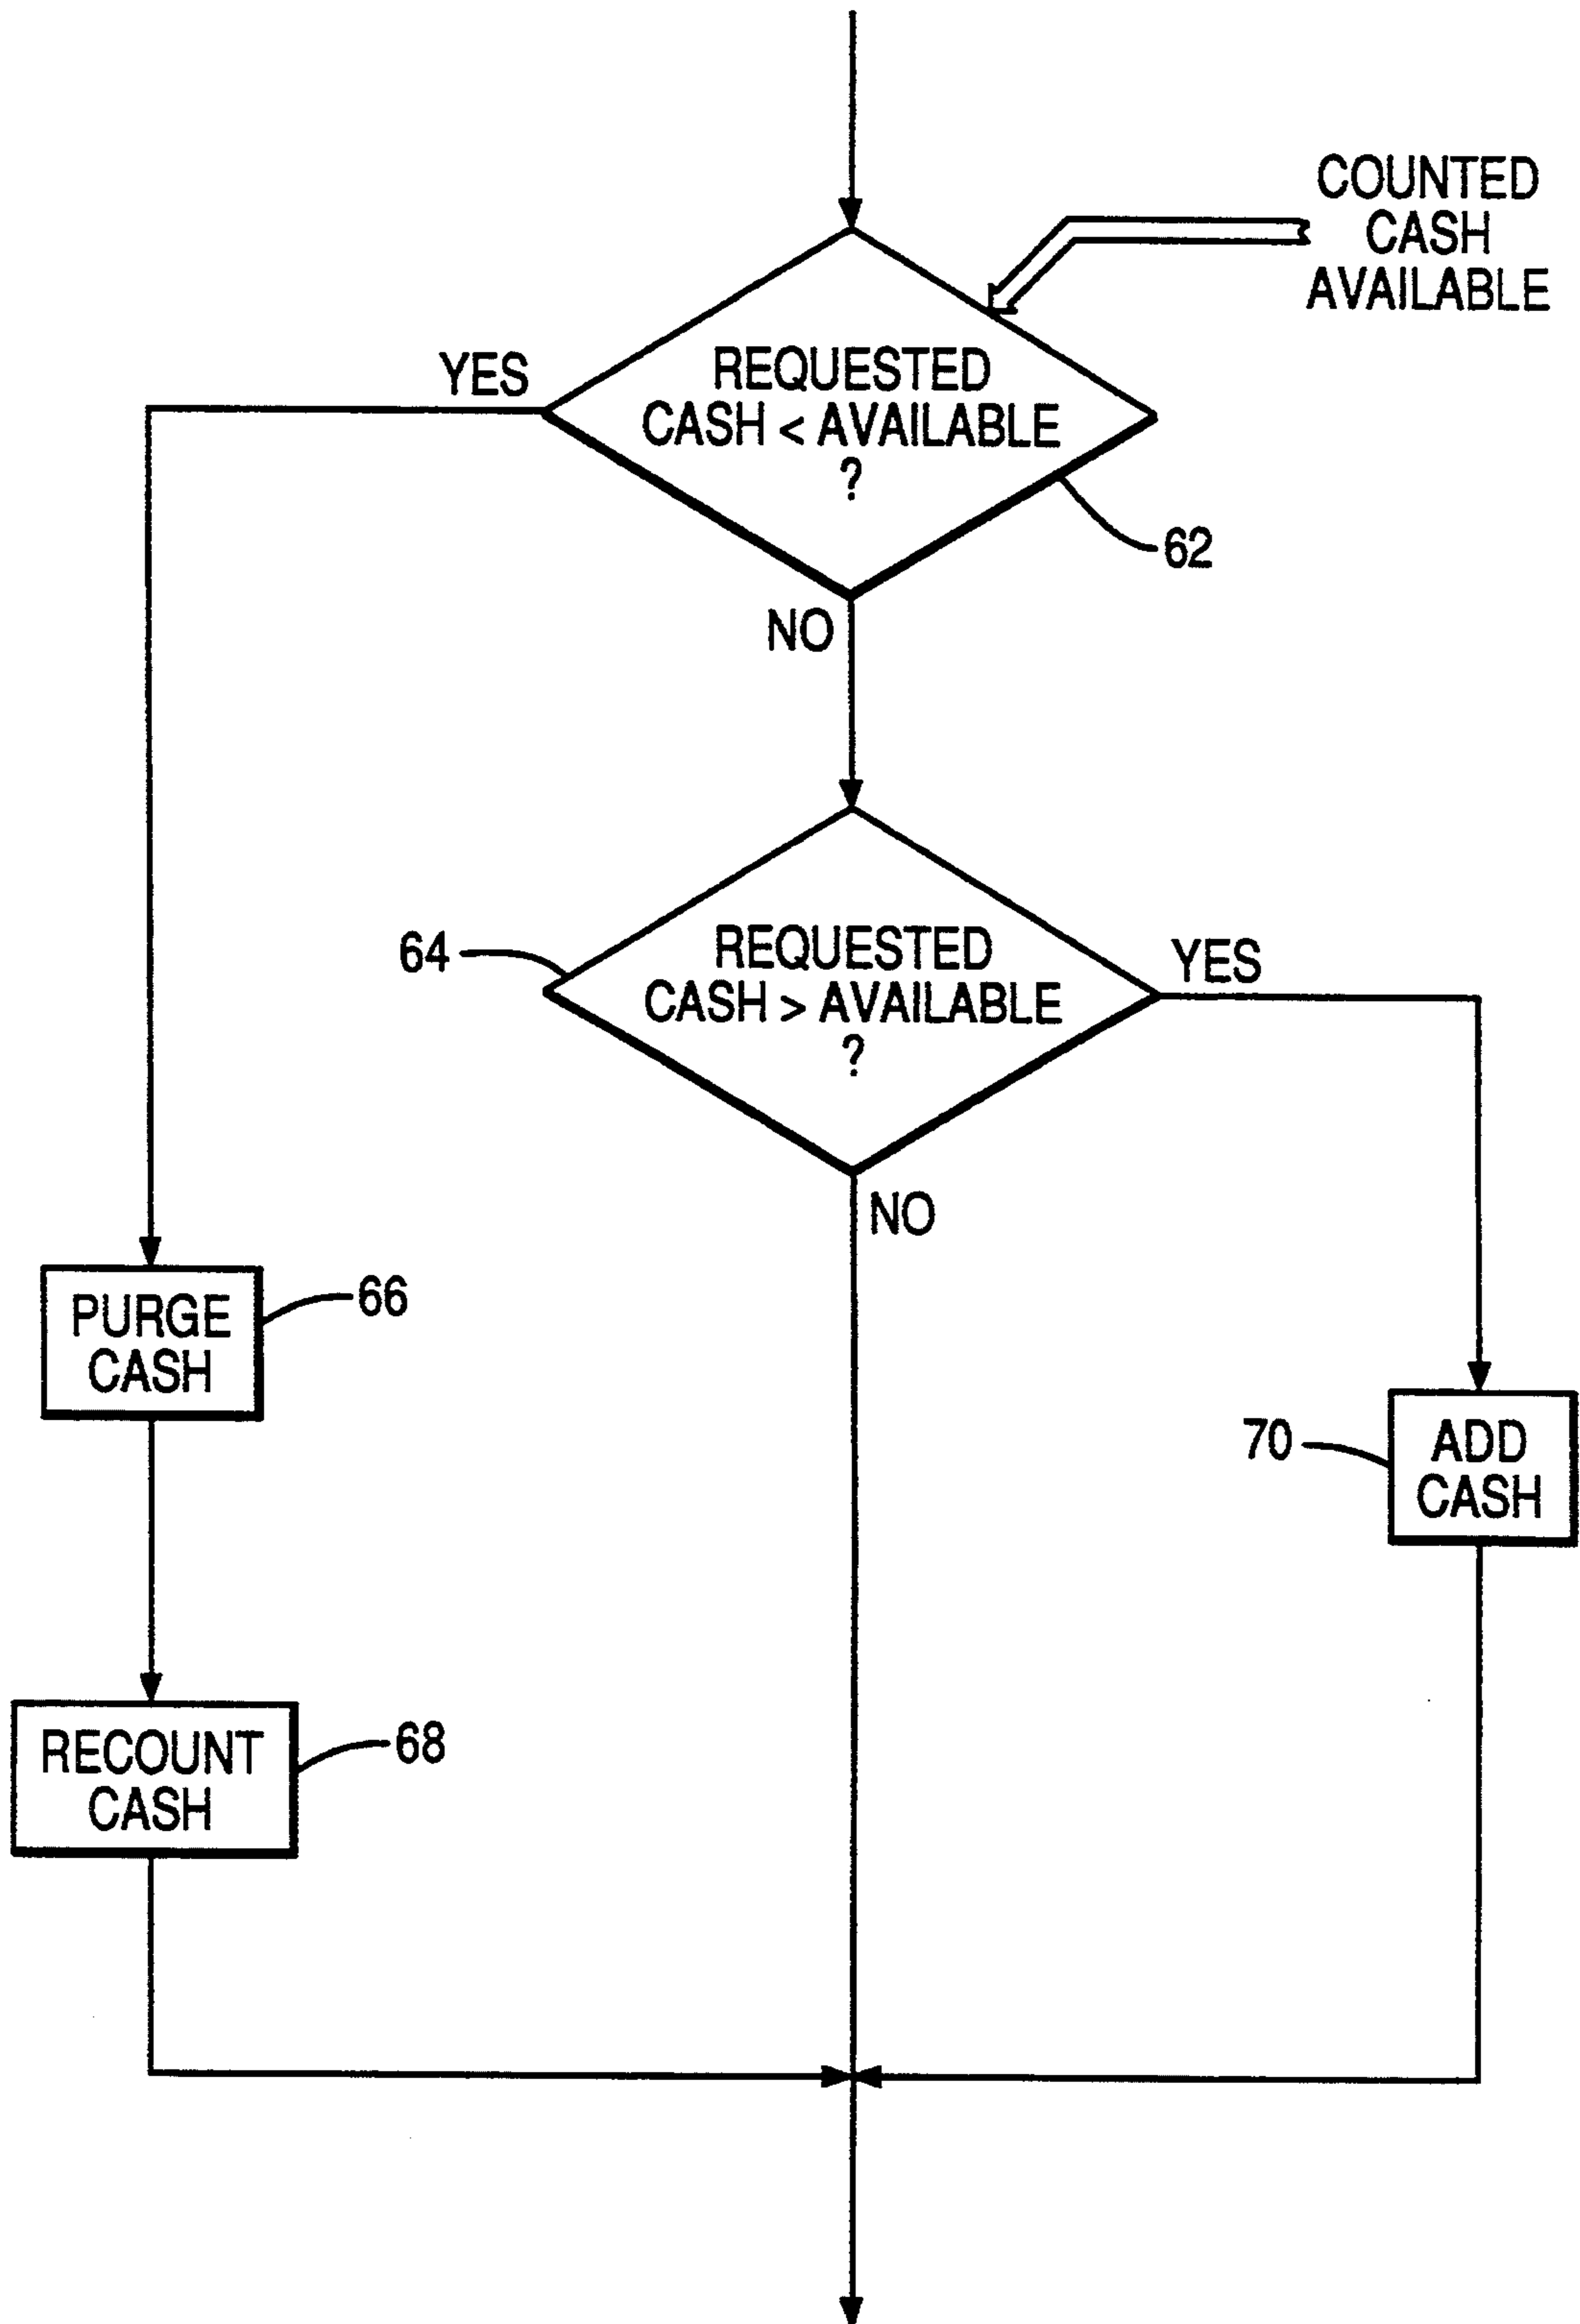 COUNTED
CASH
AVAILABLE
YES
REQUESTED
CASH < AVAILABLE
?
62
NO
64
REQUESTED
CASH > AVAILABLE
?
YES
NO
PURGE
CASH
66
70
ADD
CASH
RECOUNT
CASH
68